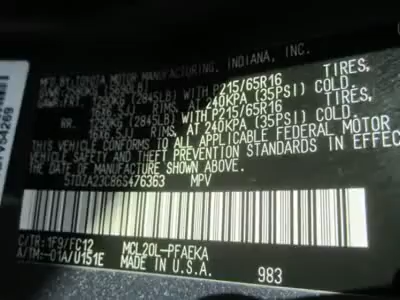 MFD BY: TOYOTA MOTOR MANUFACTURING, INDIANA, INC.
GVWR: (5690LB)
GAWR: FRT. 1290KG (2845LB) WITH P215/65R16 TIRES,
16X6.5JJ RIMS, AT 240KPA (35PSI) COLD.
RR. 1290KG (2845LB) WITH P215/65R16 TIRES,
16X6.5JJ RIMS, AT 240KPA (35PSI) COLD.
THIS VEHICLE CONFORMS TO ALL APPLICABLE FEDERAL MOTOR
VEHICLE SAFETY AND THEFT PREVENTION STANDARDS IN EFFECT
ON THE DATE OF MANUFACTURE SHOWN ABOVE.
5TDZA23C86S476363 MPV
C/TR: 1F9/FC12 MCL20L-PFAEKA
A/TM: -01A/U151E MADE IN U.S.A. 983